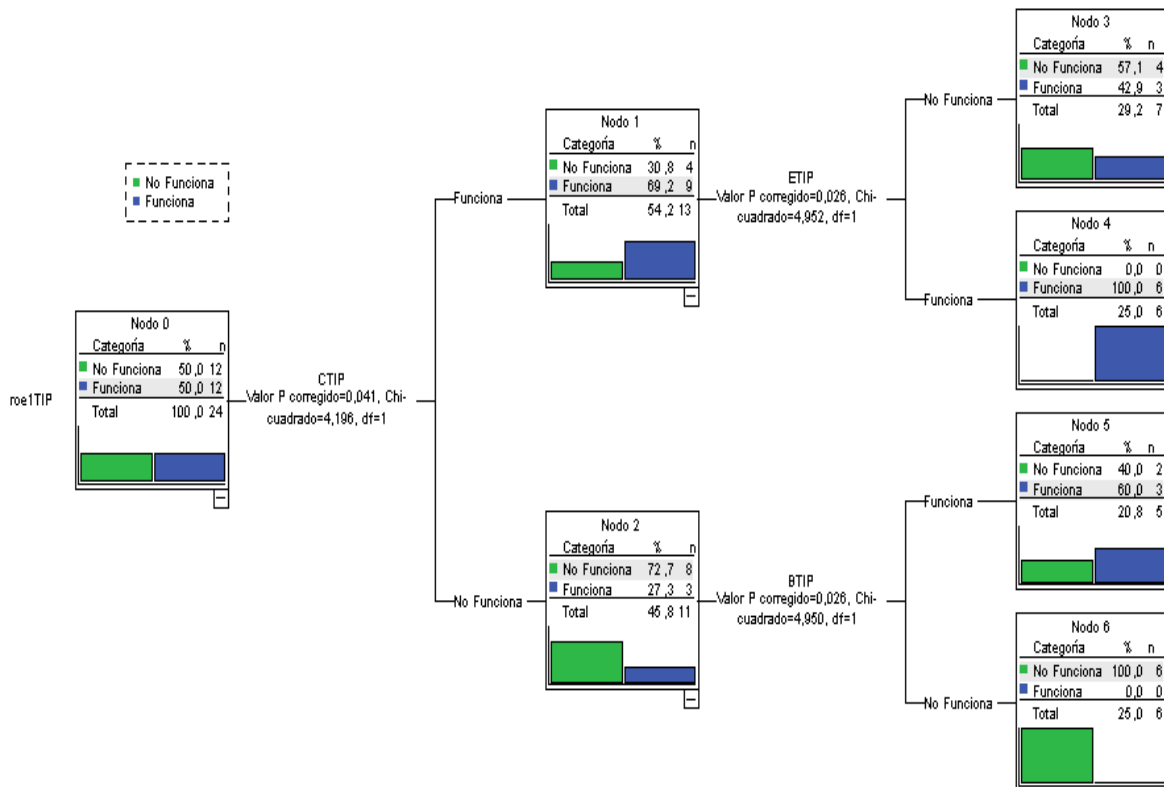 No Funciona
Funciona
roe1TIP
Nodo 0
Categoría % n
No Funciona 50,0 12
Funciona 50,0 12
Total 100,0 24
CTIP
Valor P corregido=0,041, Chi-
cuadrado=4,196, df=1
Funciona
Nodo 1
Categoría % n
No Funciona 30,8 4
Funciona 69,2 9
Total 54,2 13
ETIP
Valor P corregido=0,026, Chi-
cuadrado=4,952, df=1
No Funciona
Nodo 3
Categoría % n
No Funciona 57,1 4
Funciona 42,9 3
Total 29,2 7
Funciona
Nodo 4
Categoría % n
No Funciona 0,0 0
Funciona 100,0 6
Total 25,0 6
No Funciona
Nodo 2
Categoría % n
No Funciona 72,7 8
Funciona 27,3 3
Total 45,8 11
BTIP
Valor P corregido=0,026, Chi-
cuadrado=4,950, df=1
Funciona
Nodo 5
Categoría % n
No Funciona 40,0 2
Funciona 60,0 3
Total 20,8 5
No Funciona
Nodo 6
Categoría % n
No Funciona 100,0 6
Funciona 0,0 0
Total 25,0 6